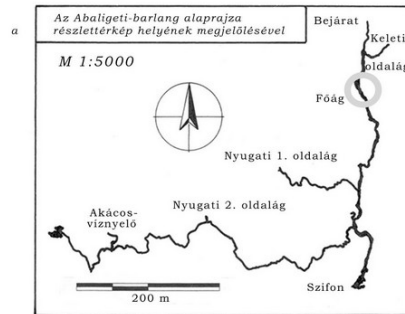 a
Az Abaligeti-barlang alaprajza
részlettérkép helyének megjelölésével
Bejárat
Keleti
oldalág
M 1:5000
Főág
Nyugati 1. oldalág
Nyugati 2. oldalág
Akácos-
víznyelő
Szifon
200 m